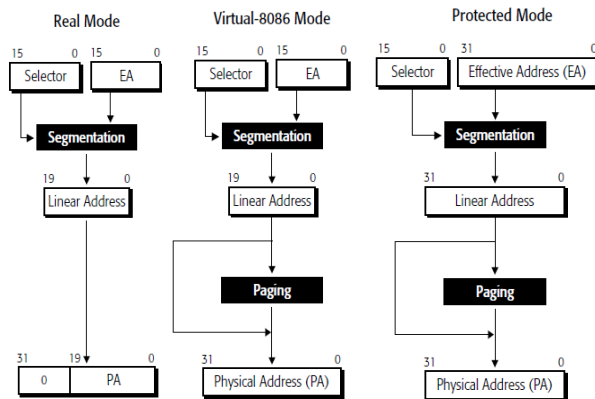 Real Mode
15 0 15 0
Selector EA
Segmentation
19 0
Linear Address
31 19 0
0 PA
Virtual-8086 Mode
15 0 15 0
Selector EA
Segmentation
19 0
Linear Address
Paging
31 0
Physical Address (PA)
Protected Mode
15 0 31 0
Selector Effective Address (EA)
Segmentation
31 0
Linear Address
Paging
31 0
Physical Address (PA)